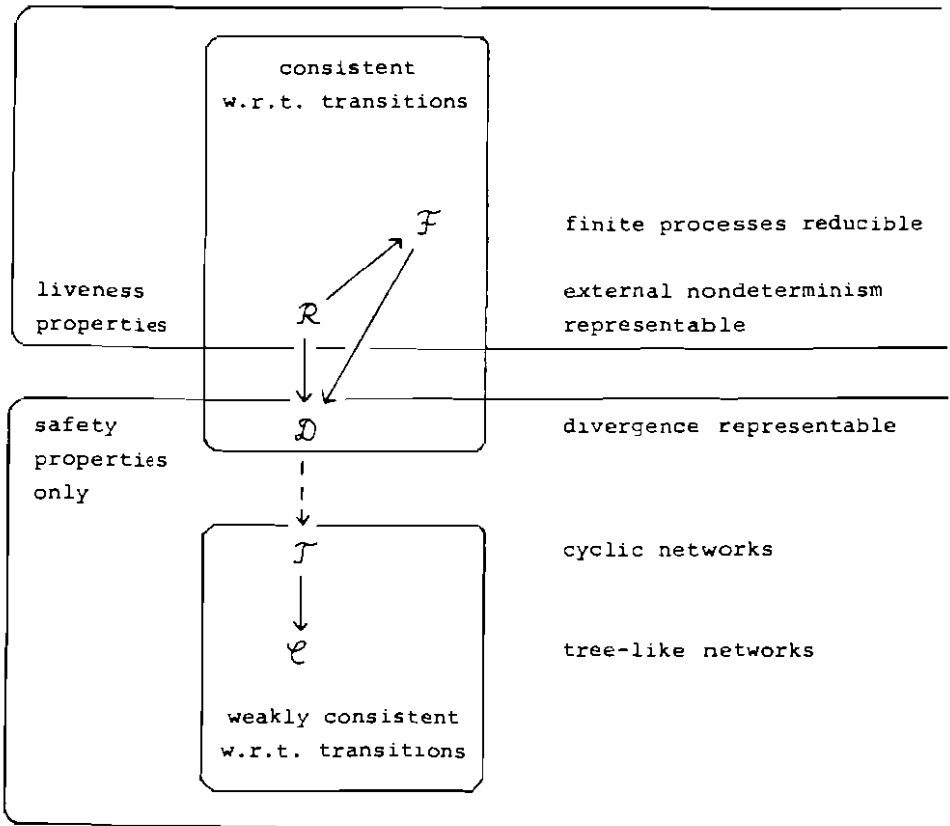 consistent
w.r.t. transitions
ℱ
finite processes reducible
liveness
properties
ℛ
external nondeterminism
representable
safety
properties
only
𝒟
divergence representable
𝒯
cyclic networks
𝒞
tree-like networks
weakly consistent
w.r.t. transitions